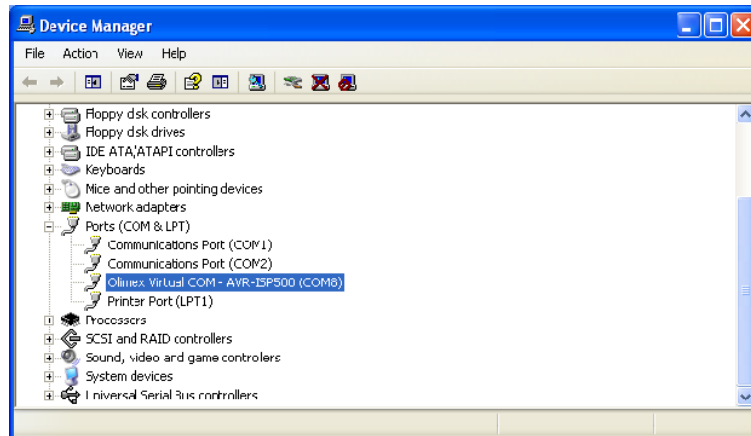 Device Manager
File Action View Help
Floppy disk controllers
Floppy disk drives
IDE ATA/ATAPI controllers
Keyboards
Mice and other pointing devices
Network adapters
Ports (COM & LPT)
Communications Port (COM1)
Communications Port (COM2)
Olimex Virtual COM - AVR-ISP500 (COM8)
Printer Port (LPT1)
Processors
SCSI and RAID controllers
Sound, video and game controllers
System devices
Universal Serial Bus controllers